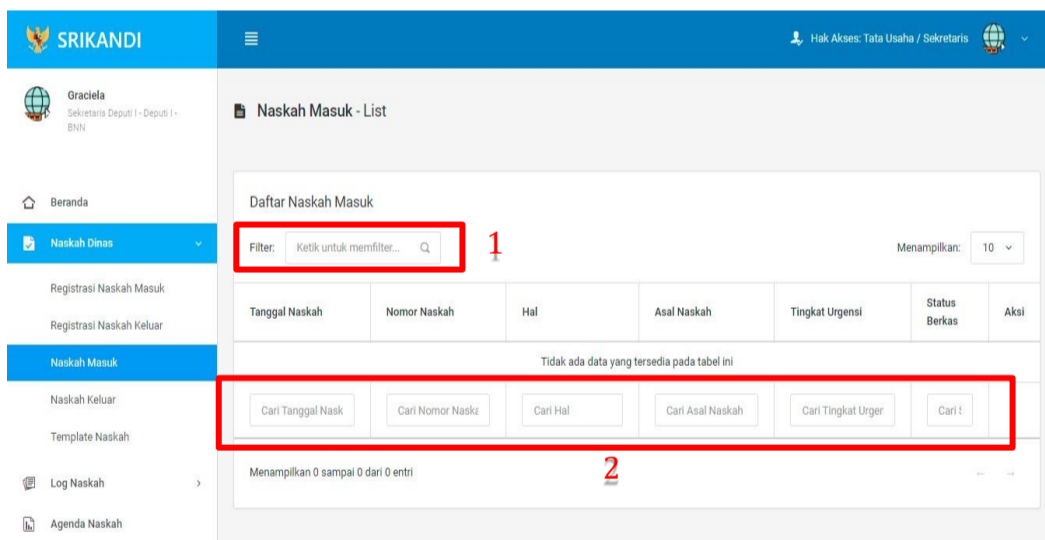 SRIKANDI
Hak Akses: Tata Usaha / Sekretaris
Graciela
Sekretaris Deputi I - Deputi I -
BNN
Naskah Masuk - List
Beranda
Naskah Dinas
Registrasi Naskah Masuk
Registrasi Naskah Keluar
Naskah Masuk
Naskah Keluar
Template Naskah
Log Naskah
Agenda Naskah
Daftar Naskah Masuk
Filter: Ketik untuk memfilter... 1 Menampilkan: 10
Tanggal Naskah Nomor Naskah Hal Asal Naskah Tingkat Urgensi Status Berkas Aksi
Tidak ada data yang tersedia pada tabel ini
Cari Tanggal Nask Cari Nomor Naska Cari Hal Cari Asal Naskah Cari Tingkat Urger Cari
2
Menampilkan 0 sampai 0 dari 0 entri